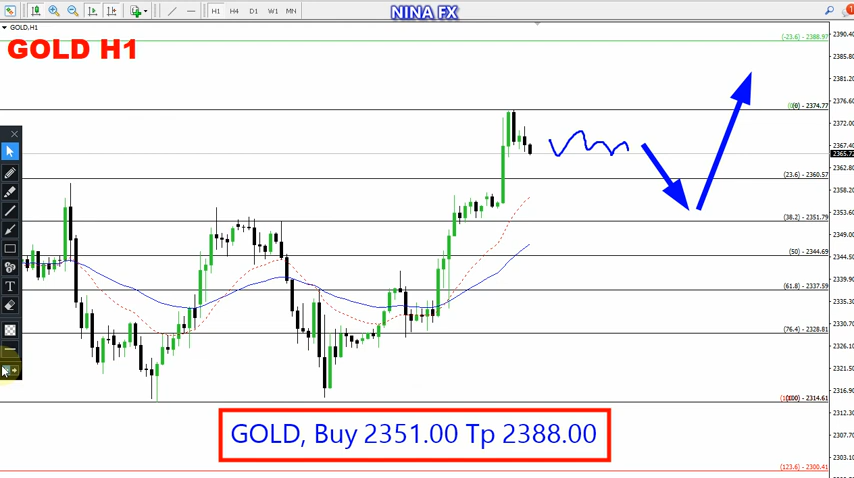 H1 H4 D1 W1 MN
NINA FX
GOLD,H1
GOLD H1
(-23.6) - 2388.97
(0) - 2374.77
(23.6) - 2360.57
(38.2) - 2351.79
(50) - 2344.69
(61.8) - 2337.59
(76.4) - 2328.81
(100) - 2314.61
(123.6) - 2300.41
2390.40
2385.80
2381.20
2376.60
2372.00
2367.40
2365.72
2362.80
2358.20
2353.60
2349.00
2344.50
2339.90
2335.30
2330.70
2326.10
2321.50
2316.90
2312.30
2307.70
2303.10
T
GOLD, Buy 2351.00 Tp 2388.00